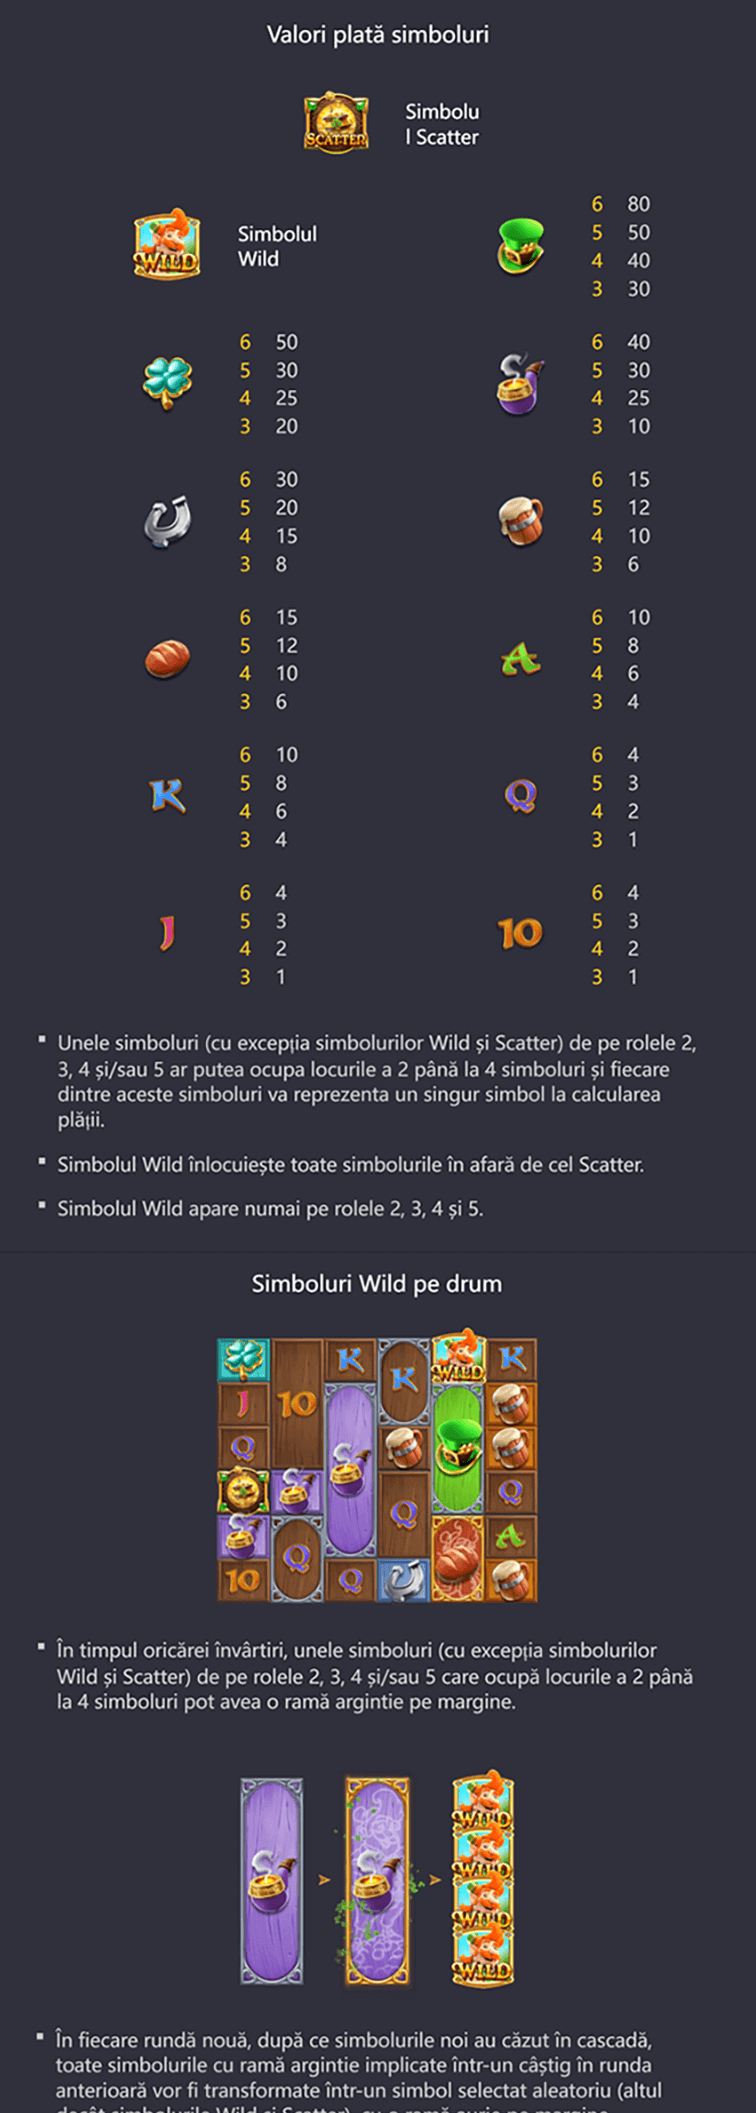 Valori plată simboluri
SCATTER
Simbolu
l Scatter
WILD
Simbolul
Wild
6 80
5 50
4 40
3 30
6 50
5 30
4 25
3 20
6 40
5 30
4 25
3 10
6 30
5 20
4 15
3 8
6 15
5 12
4 10
3 6
6 15
5 12
4 10
3 6
A
6 10
5 8
4 6
3 4
K
6 10
5 8
4 6
3 4
Q
6 4
5 3
4 2
3 1
J
6 4
5 3
4 2
3 1
10
6 4
5 3
4 2
3 1
Unele simboluri (cu excepția simbolurilor Wild și Scatter) de pe rolele 2,
3, 4 și/sau 5 ar putea ocupa locurile a 2 până la 4 simboluri și fiecare
dintre aceste simboluri va reprezenta un singur simbol la calcularea
plății.
Simbolul Wild înlocuiește toate simbolurile în afară de cel Scatter.
Simbolul Wild apare numai pe rolele 2, 3, 4 și 5.
Simboluri Wild pe drum
K K WILD K
J 10
Q
Q Q
Q A
10 Q
În timpul oricărei învârtiri, unele simboluri (cu excepția simbolurilor
Wild și Scatter) de pe rolele 2, 3, 4 și/sau 5 care ocupă locurile a 2 până
la 4 simboluri pot avea o ramă argintie pe margine.
WILD
WILD
WILD
WILD
În fiecare rundă nouă, după ce simbolurile noi au căzut în cascadă,
toate simbolurile cu ramă argintie implicate într-un câștig în runda
anterioară vor fi transformate într-un simbol selectat aleatoriu (altul